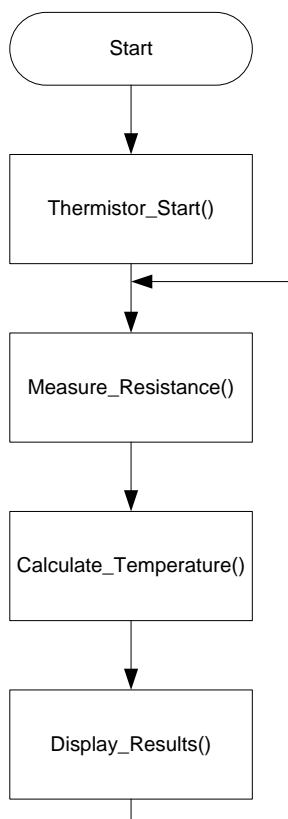 Start
Thermistor_Start()
Measure_Resistance()
Calculate_Temperature()
Display_Results()